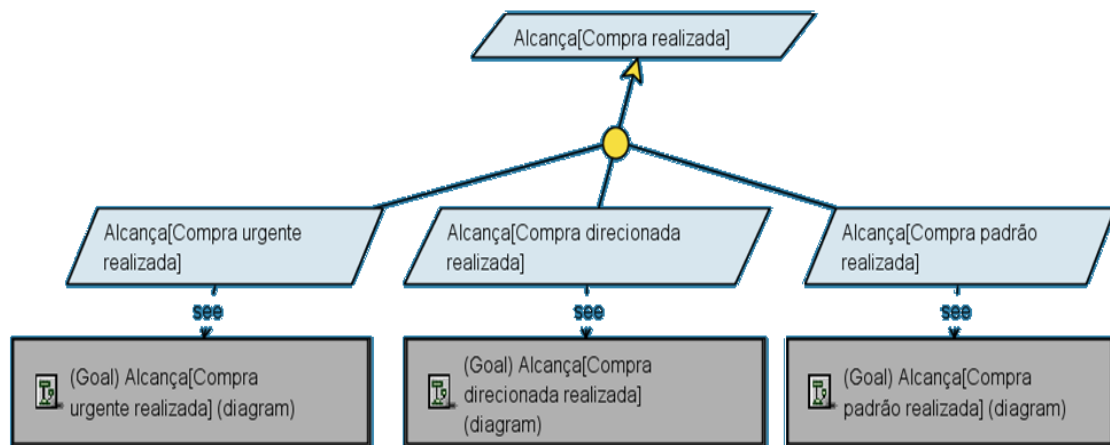 Alcança[Compra realizada]
Alcança[Compra urgente
realizada]
Alcança[Compra direcionada
realizada]
Alcança[Compra padrão
realizada]
see
see
see
(Goal) Alcança[Compra
urgente realizada] (diagram)
(Goal) Alcança[Compra
direcionada realizada]
(diagram)
(Goal) Alcança[Compra
padrão realizada] (diagram)